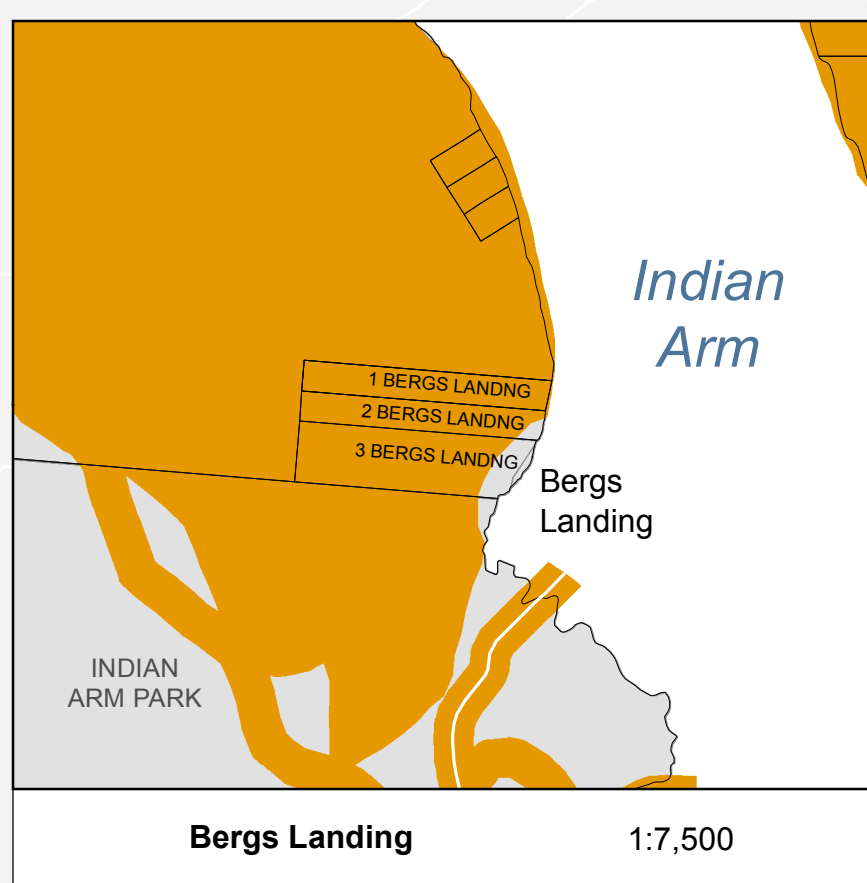 Indian
Arm
1 BERGS LANDNG
2 BERGS LANDNG
3 BERGS LANDNG
Bergs
Landing
INDIAN
ARM PARK
Bergs Landing
1:7,500